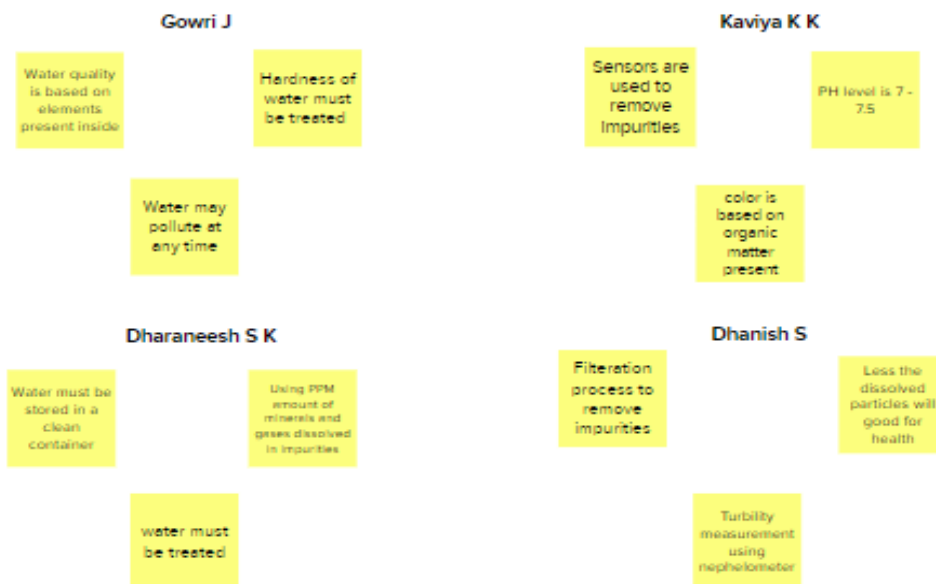 Gowri J
Water quality
is based on
elements
present inside
Hardness of
water must
be treated
Water may
pollute at
any time
Kaviya K K
Sensors are
used to
remove
impurities
PH level is 7 -
7.5
color is
based on
organic
matter
present
Dharaneesh S K
Water must be
stored in a
clean
container
Using PPM
amount of
minerals and
gases dissolved
in impurities
water must
be treated
Dhanish S
Filteration
process to
remove
impurities
Less the
dissolved
particles will
good for
health
Turbility
measurement
using
nephelometer